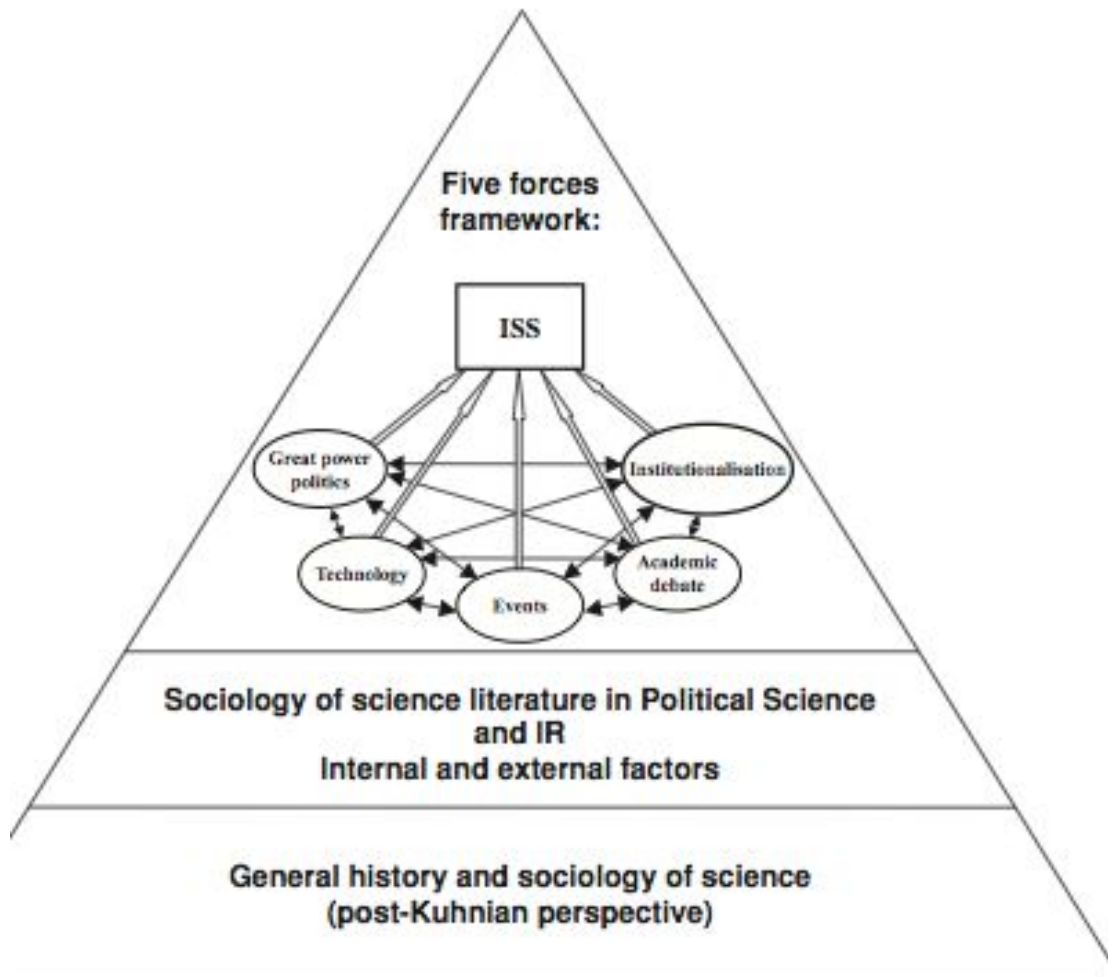 Five forces
framework:
ISS
Great power
politics
Institutionalisation
Technology
Events
Academic
debate
Sociology of science literature in Political Science
and IR
Internal and external factors
General history and sociology of science
(post-Kuhnian perspective)